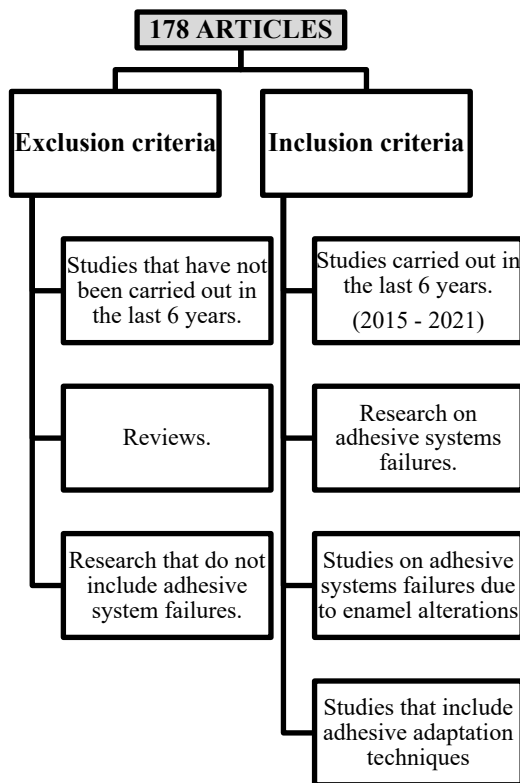 178 ARTICLES
Exclusion criteria
Inclusion criteria
Studies that have not
been carried out in
the last 6 years.
Reviews.
Research that do not
include adhesive
system failures.
Studies carried out in
the last 6 years.
(2015 - 2021)
Research on
adhesive systems
failures.
Studies on adhesive
systems failures due
to enamel alterations
Studies that include
adhesive adaptation
techniques